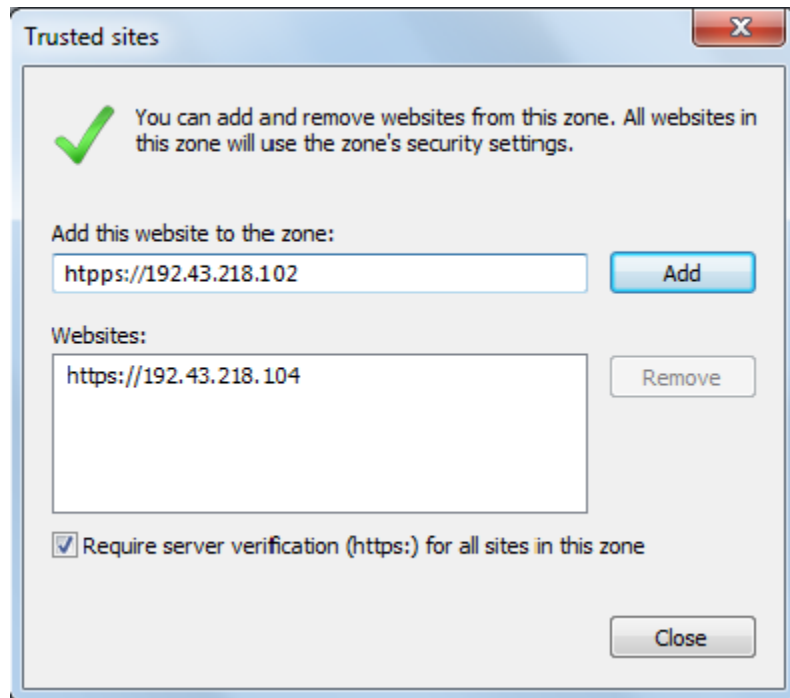 Trusted sites
You can add and remove websites from this zone. All websites in
this zone will use the zone's security settings.
Add this website to the zone:
htpps://192.43.218.102
Add
Websites:
https://192.43.218.104
Remove
Require server verification (https:) for all sites in this zone
Close